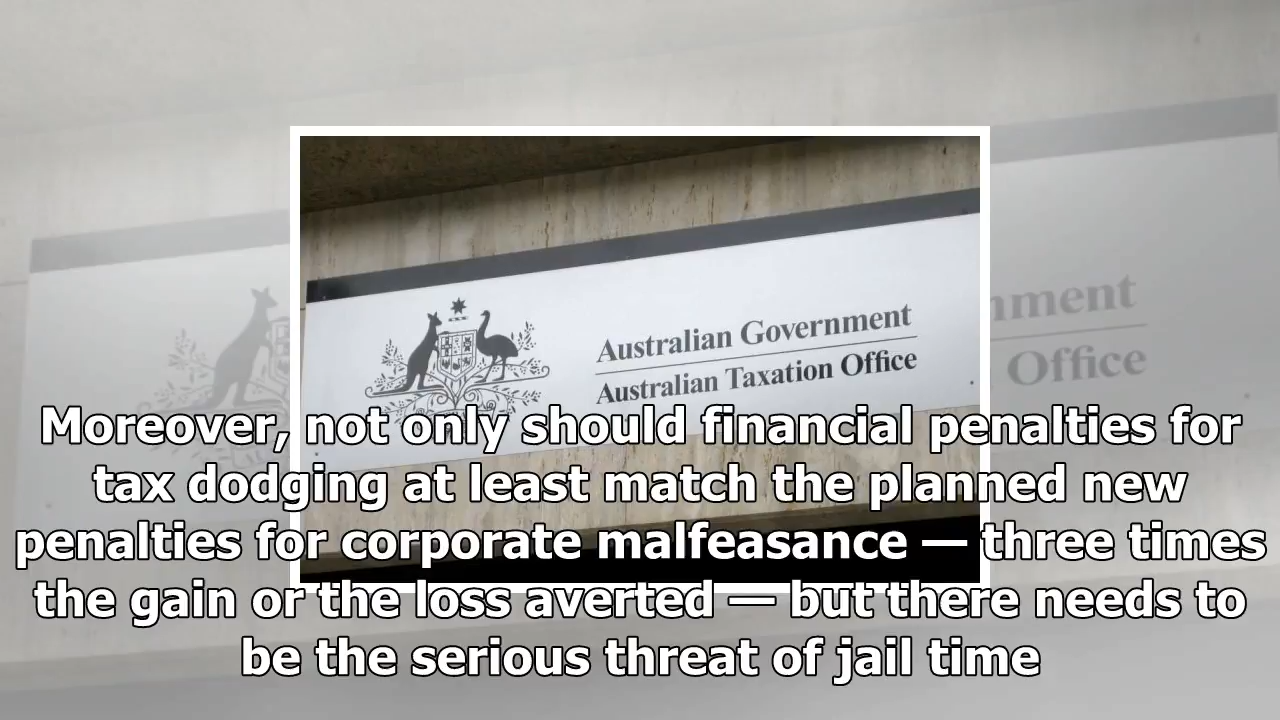 Australian Government
Australian Taxation Office
nment
Office
Moreover, not only should financial penalties for
tax dodging at least match the planned new
penalties for corporate malfeasance — three times
the gain or the loss averted — but there needs to
be the serious threat of jail time